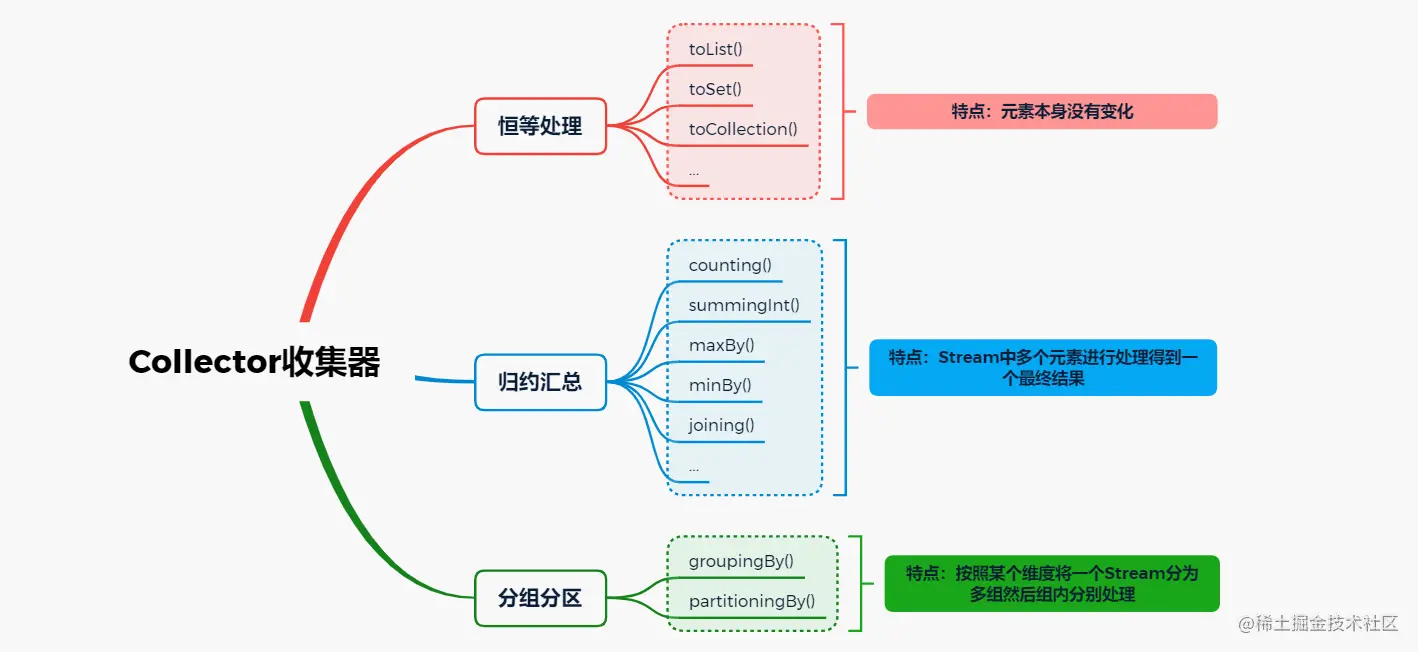 Collector收集器
恒等处理
toList()
toSet()
toCollection()
...
特点：元素本身没有变化
归约汇总
counting()
summingInt()
maxBy()
minBy()
joining()
...
特点：Stream中多个元素进行处理得到一
个最终结果
分组分区
groupingBy()
partitioningBy()
特点：按照某个维度将一个Stream分为
多组然后组内分别处理
@稀土掘金技术社区